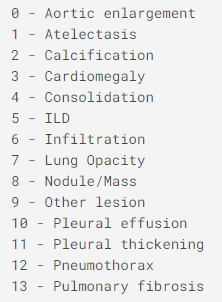 0 - Aortic enlargement
1 - Atelectasis
2 - Calcification
3 - Cardiomegaly
4 - Consolidation
5 - ILD
6 - Infiltration
7 - Lung Opacity
8 - Nodule/Mass
9 - Other lesion
10 - Pleural effusion
11 - Pleural thickening
12 - Pneumothorax
13 - Pulmonary fibrosis